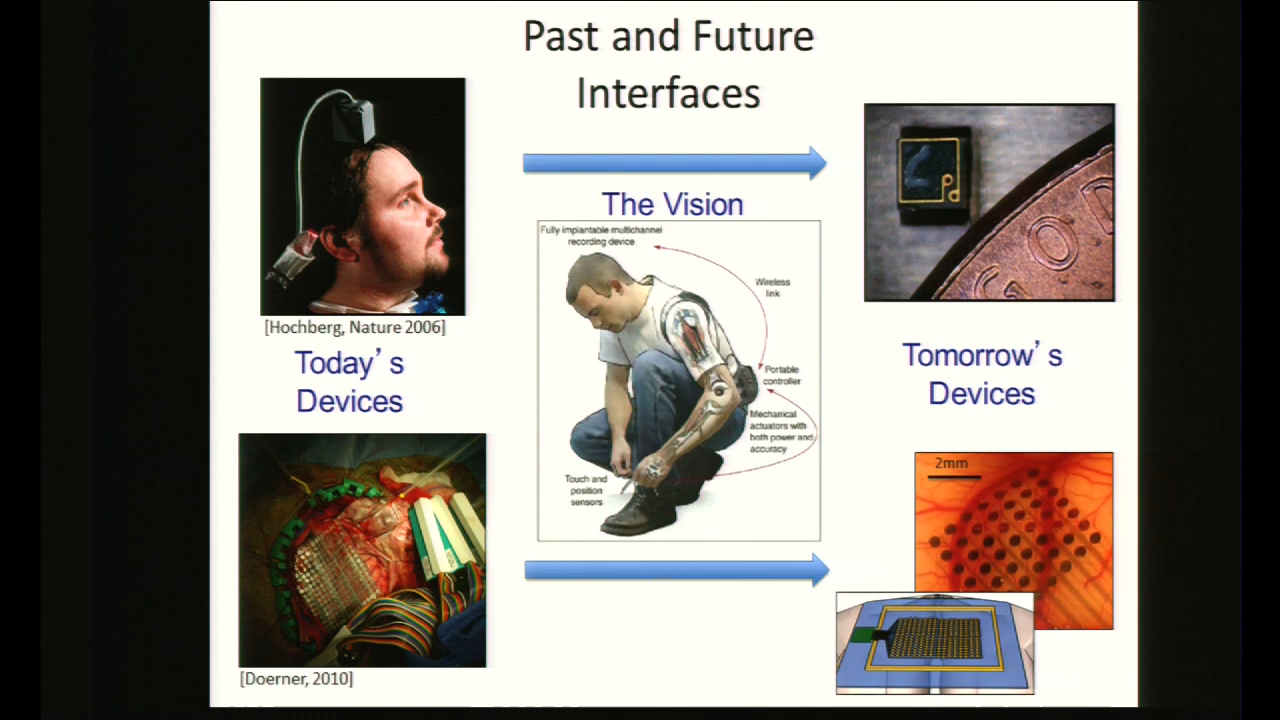 Past and Future
Interfaces
The Vision
Fully implantable multichannel
recording device
Wireless
link
Portable
controller
Mechanical
actuators with
both power and
accuracy
Touch and
position
sensors
[Hochberg, Nature 2006]
Today's
Devices
[Doerner, 2010]
GOD
Tomorrow's
Devices
2mm